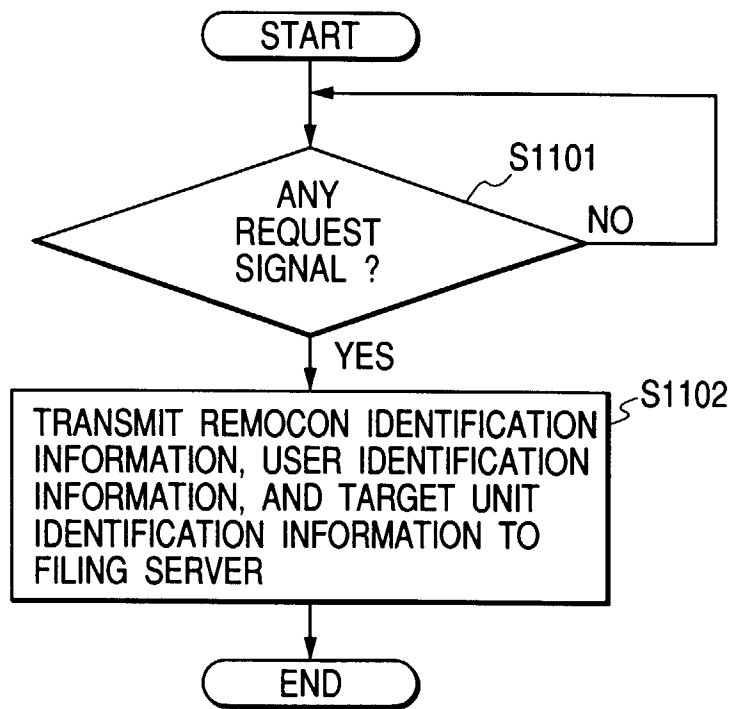 START
S1101
ANY
REQUEST
SIGNAL ?
NO
YES
S1102
TRANSMIT REMOCON IDENTIFICATION
INFORMATION, USER IDENTIFICATION
INFORMATION, AND TARGET UNIT
IDENTIFICATION INFORMATION TO
FILING SERVER
END